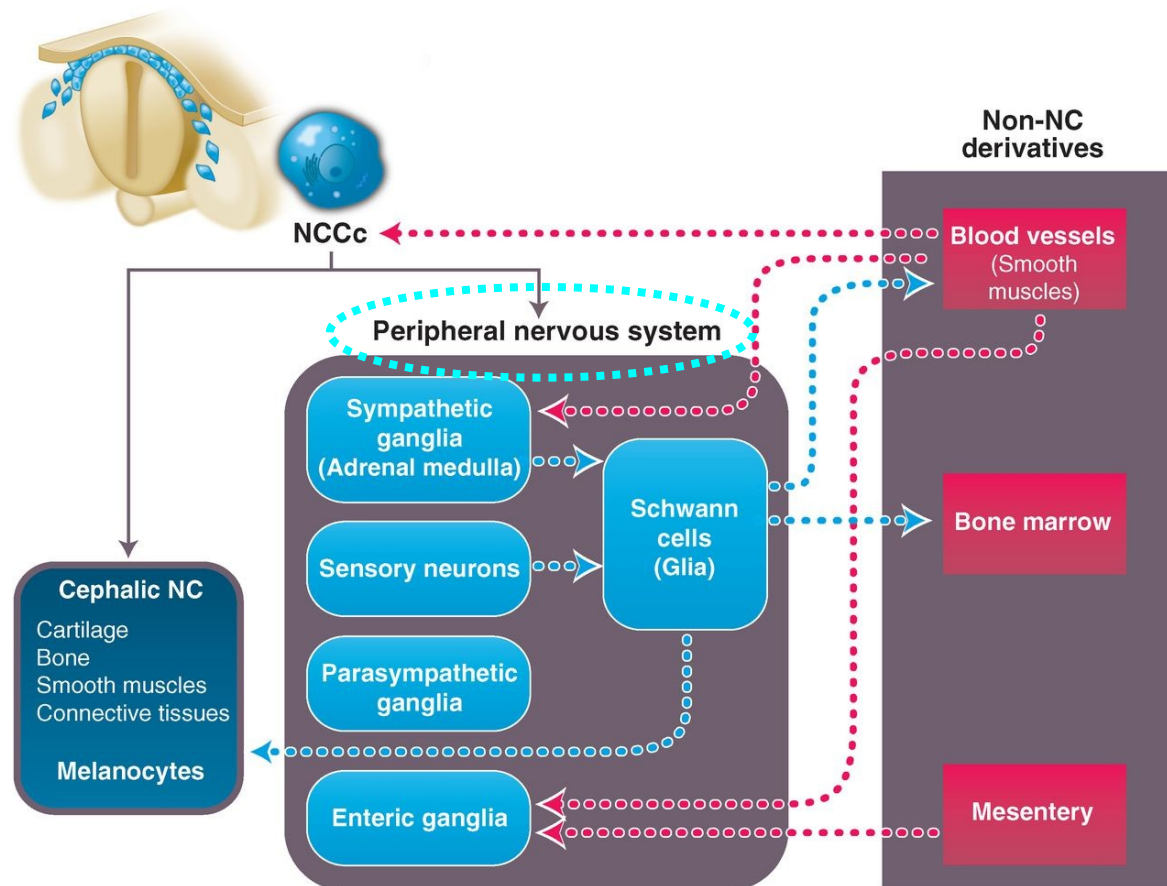 Non-NC
derivatives
NCCc
Blood vessels
(Smooth
muscles)
Peripheral nervous system
Sympathetic
ganglia
(Adrenal medulla)
Schwann
cells
(Glia)
Bone marrow
Sensory neurons
Cephalic NC
Cartilage
Bone
Smooth muscles
Connective tissues
Melanocytes
Parasympathetic
ganglia
Enteric ganglia
Mesentery